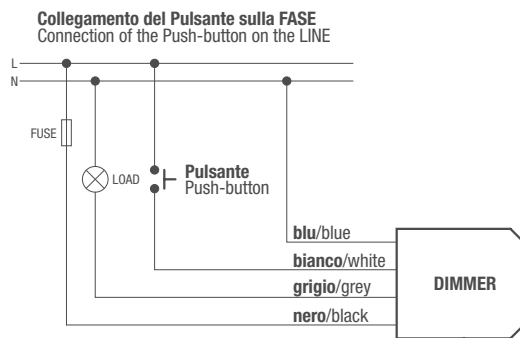 Collegamento del Pulsante sulla FASE
Connection of the Push-button on the LINE
L
N
FUSE
LOAD
Pulsante
Push-button
blu/blue
bianco/white
grigio/grey
nero/black
DIMMER